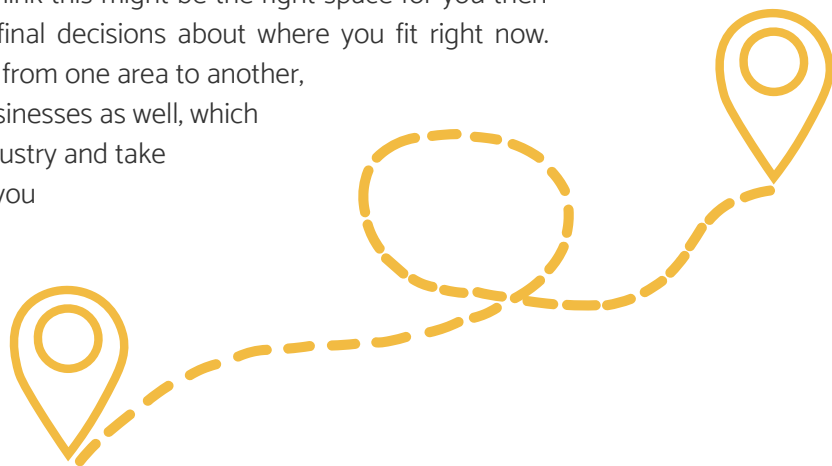 think this might be the right space for you then
final decisions about where you fit right now.
from one area to another,
sinesses as well, which
ustry and take
you